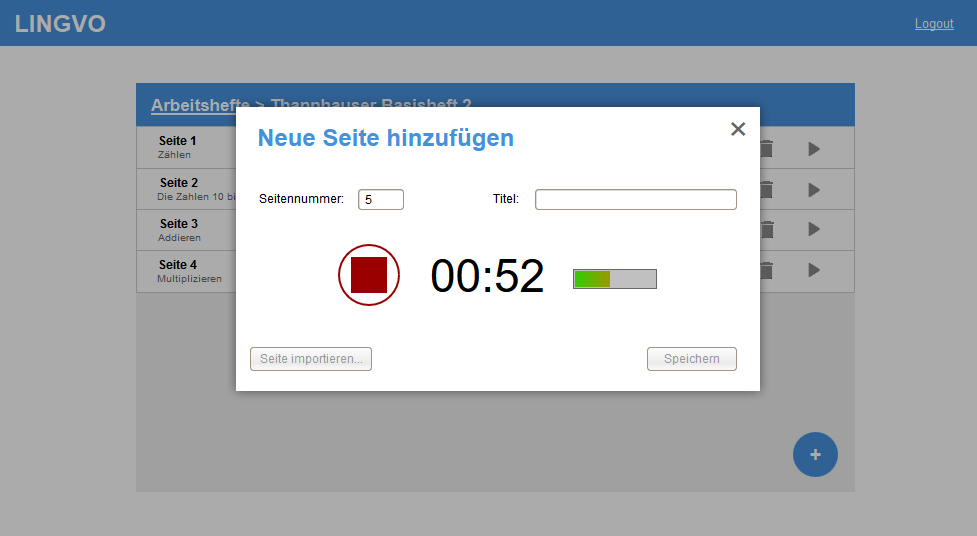 LINGVO
Logout
Arbeitshefte > Thannhauser Basisheft 2
Neue Seite hinzufügen
Seite 1
Zählen
Seite 2
Die Zahlen 10 bi
Seite 3
Addieren
Seite 4
Multiplizieren
Seitennummer: 5 Titel:
00:52
Seite importieren... Speichern
+